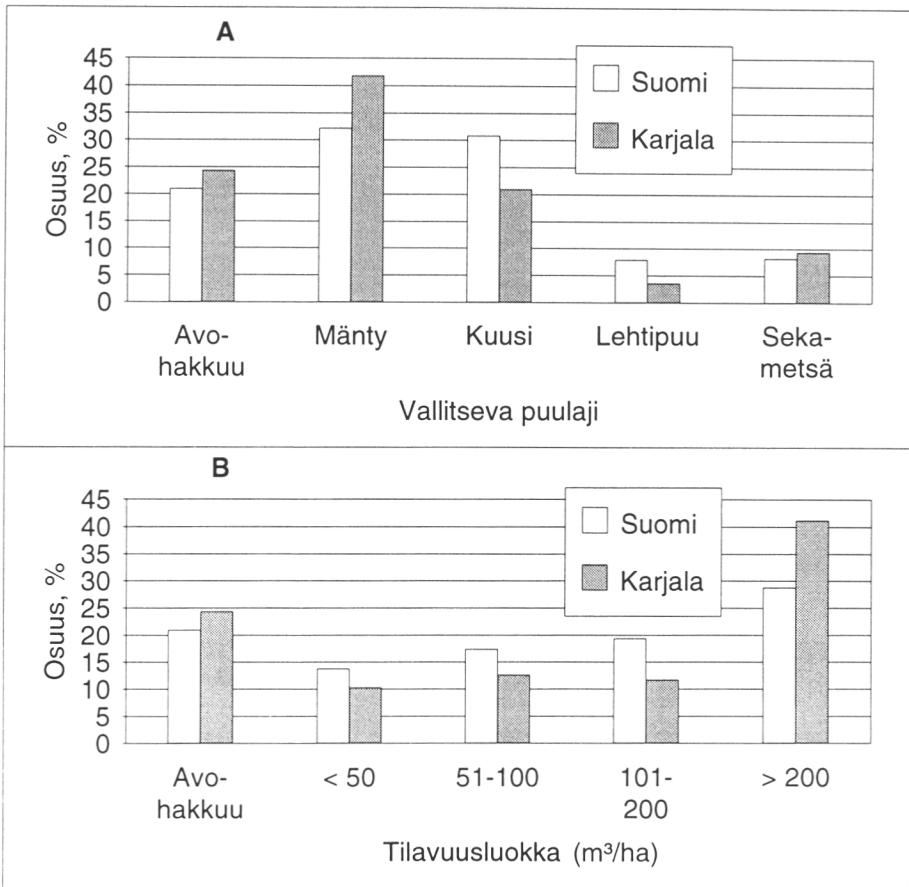 A
45
40
35
30
25
20
15
10
5
0
Osuus, %
Suomi
Karjala
Avo-
hakkuu
Mänty
Kuusi
Lehtipuu
Seka-
metsä
Vallitseva puulaji
B
45
40
35
30
25
20
15
10
5
0
Osuus, %
Suomi
Karjala
Avo-
hakkuu
< 50
51-100
101-
200
> 200
Tilavuusluokka (m³/ha)